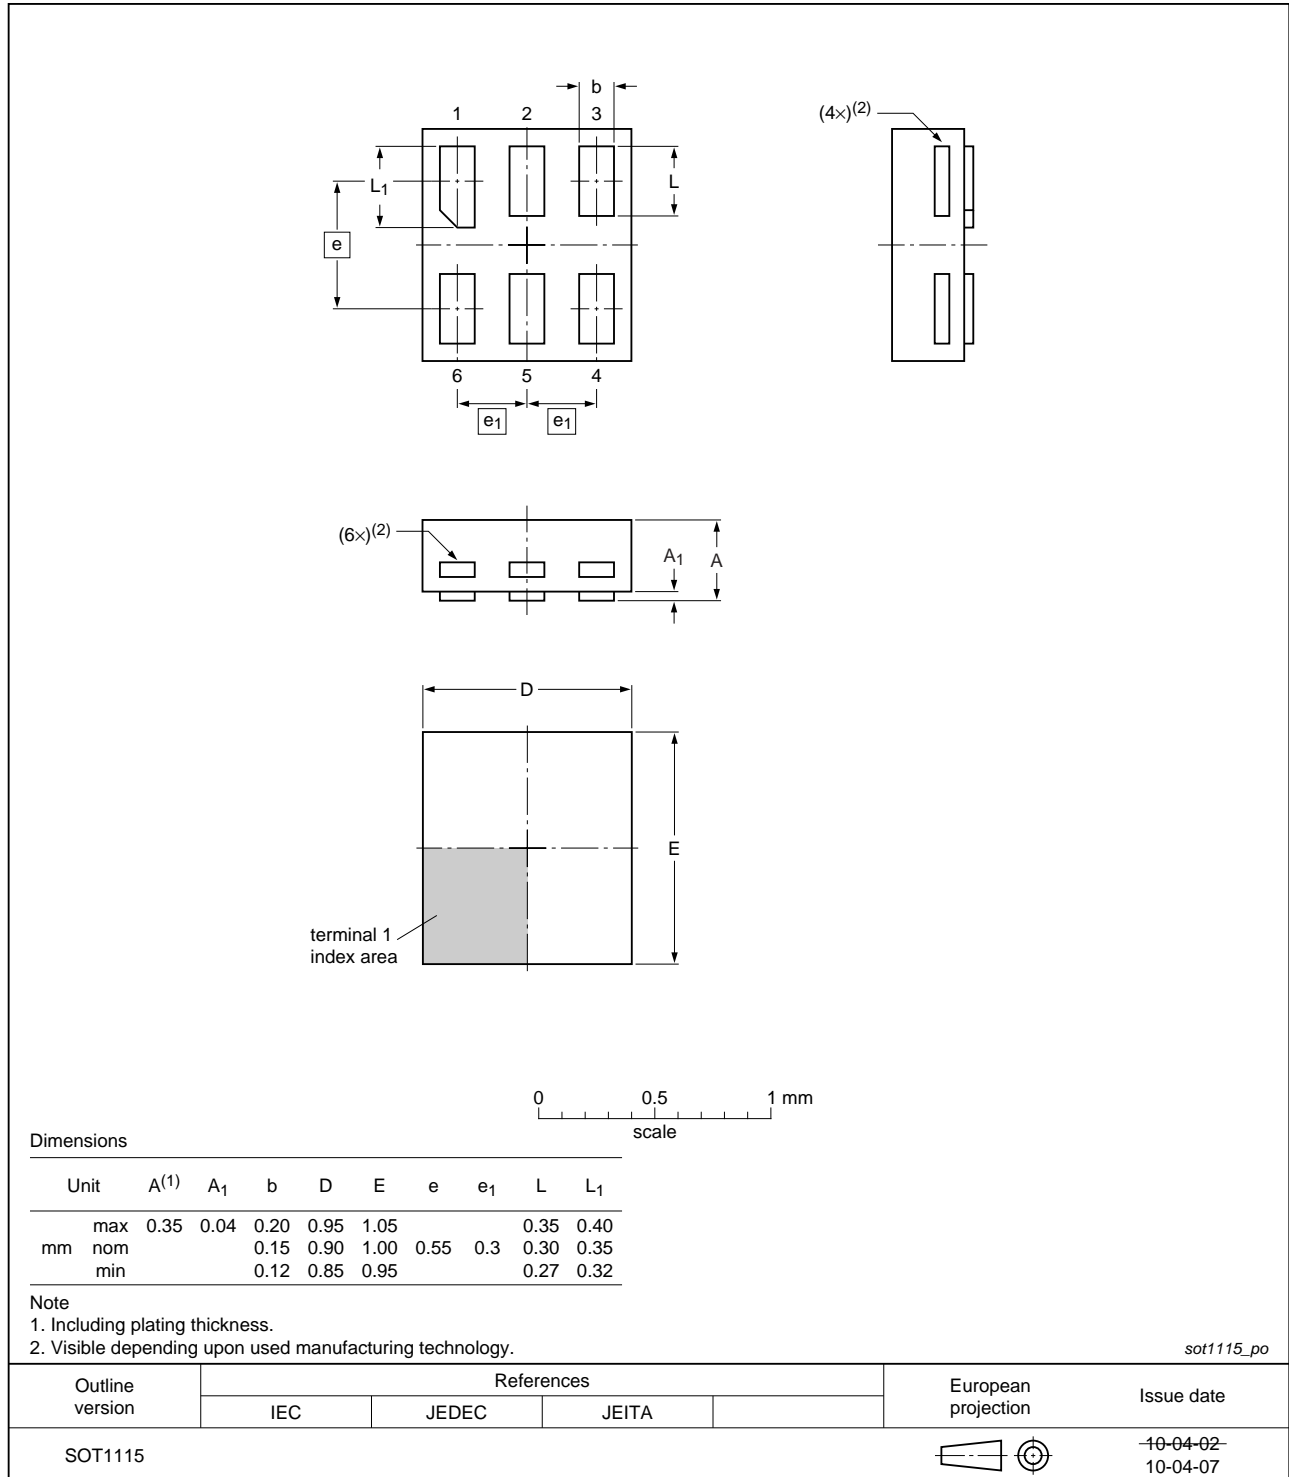 b
1 2 3
(4×)(2)
L1
L
e
6 5 4
e1 e1
(6×)(2)
A1 A
D
E
terminal 1
index area
0 0.5 1 mm
scale
Dimensions
Unit A(1) A1 b D E e e1 L L1
max 0.35 0.04 0.20 0.95 1.05 0.35 0.40
mm nom 0.15 0.90 1.00 0.55 0.3 0.30 0.35
min 0.12 0.85 0.95 0.27 0.32
Note
1. Including plating thickness.
2. Visible depending upon used manufacturing technology.
sot1115_po
Outline version
References
European projection
Issue date
IEC JEDEC JEITA
SOT1115
10-04-02
10-04-07